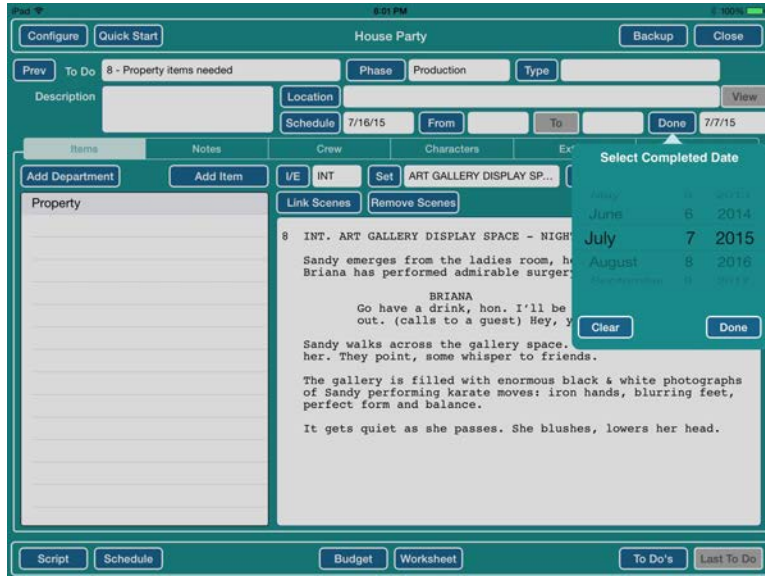 iPad 6:01 PM 100%
Configure Quick Start House Party Backup Close
Prev To Do 8 - Property items needed Phase Production Type
Description Location View
Schedule 7/16/15 From To Done 7/7/15
Items Notes Crew Characters
Select Completed Date
Add Department Add Item I/E INT Set ART GALLERY DISPLAY SP...
Property Link Scenes Remove Scenes
June 6 2014
July 7 2015
August 8 2016
Clear Done
8 INT. ART GALLERY DISPLAY SPACE - NIGH
Sandy emerges from the ladies room, h
Briana has performed admirable surger
BRIANA
Go have a drink, hon. I'll be
out. (calls to a guest) Hey, y
Sandy walks across the gallery space.
her. They point, some whisper to friends.
The gallery is filled with enormous black & white photographs
of Sandy performing karate moves: iron hands, blurring feet,
perfect form and balance.
It gets quiet as she passes. She blushes, lowers her head.
Script Schedule Budget Worksheet To Do's Last To Do